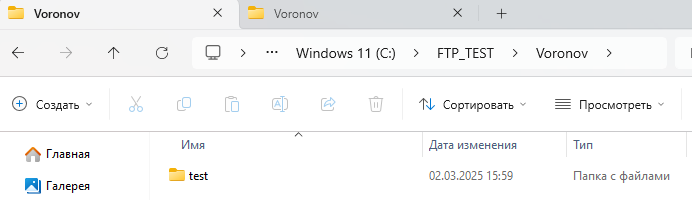 Voronov
Voronov
Windows 11 (C:) FTP_TEST Voronov
Создать Сортировать Просмотреть
Имя Дата изменения Тип
Главная
test 02.03.2025 15:59 Папка с файлами
Галерея